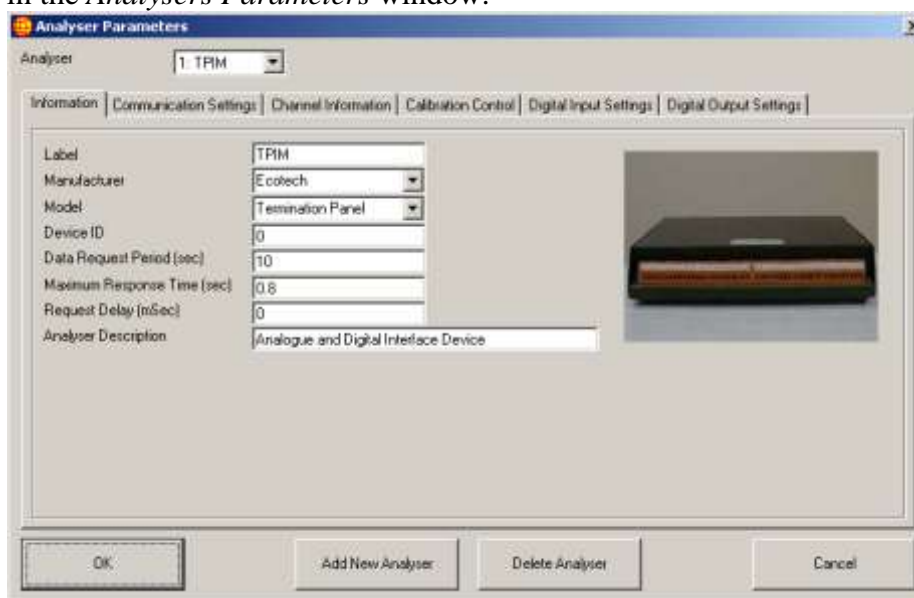 in the Analysers Parameters window.
Analyser Parameters
Analyser 1: TPIM
Information Communication Settings Channel Information Calibration Control Digital Input Settings Digital Output Settings
Label TPIM
Manufacturer Ecotech
Model Termination Panel
Device ID 0
Data Request Period (sec) 10
Maximum Response Time (sec) 0.8
Request Delay (mSec) 0
Analyser Description Analogue and Digital Interface Device
OK Add New Analyser Delete Analyser Cancel